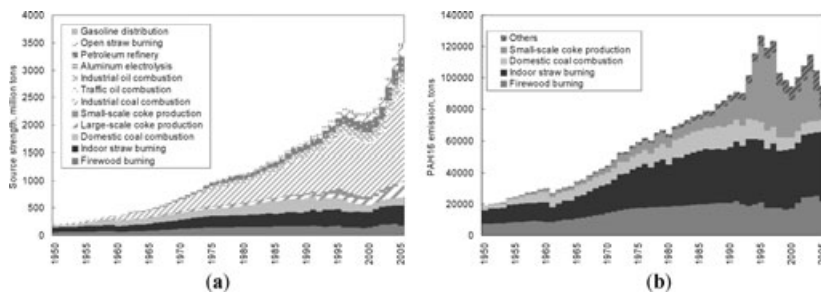 4000
3500
3000
2500
2000
1500
1000
500
0
Source strength, million tons
Gasoline distribution
Open straw burning
Petroleum refinery
Aluminum electrolysis
Industrial oil combustion
Traffic oil combustion
Industrial coal combustion
Small-scale coke production
Large-scale coke production
Domestic coal combustion
Indoor straw burning
Firewood burning
1950 1955 1960 1965 1970 1975 1980 1985 1990 1995 2000 2005
(a)
140000
120000
100000
80000
60000
40000
20000
0
PAH16 emission, tons
Others
Small-scale coke production
Domestic coal combustion
Indoor straw burning
Firewood burning
1950 1955 1960 1965 1970 1975 1980 1985 1990 1995 2000 2005
(b)